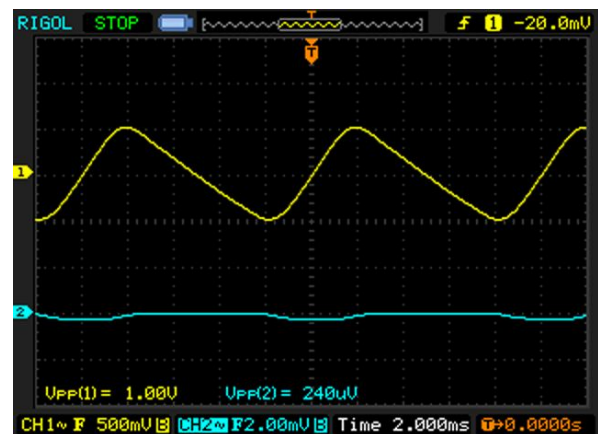 RIGOL STOP T f 1 -20.0mV
T
1
2
Vpp(1)= 1.00V Vpp(2)= 240uV
CH1~ F 500mV B CH2~ F2.00mV B Time 2.000ms T→0.0000s